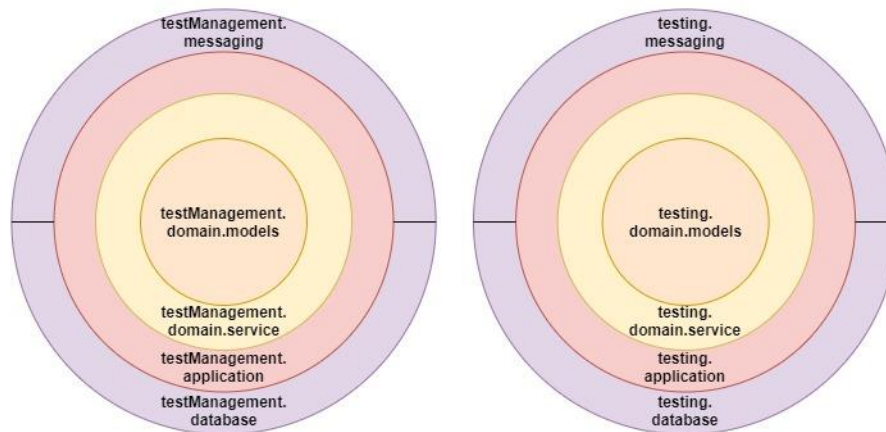 testManagement.
messaging
testManagement.
domain.models
testManagement.
domain.service
testManagement.
application
testManagement.
database
testing.
messaging
testing.
domain.models
testing.
domain.service
testing.
application
testing.
database